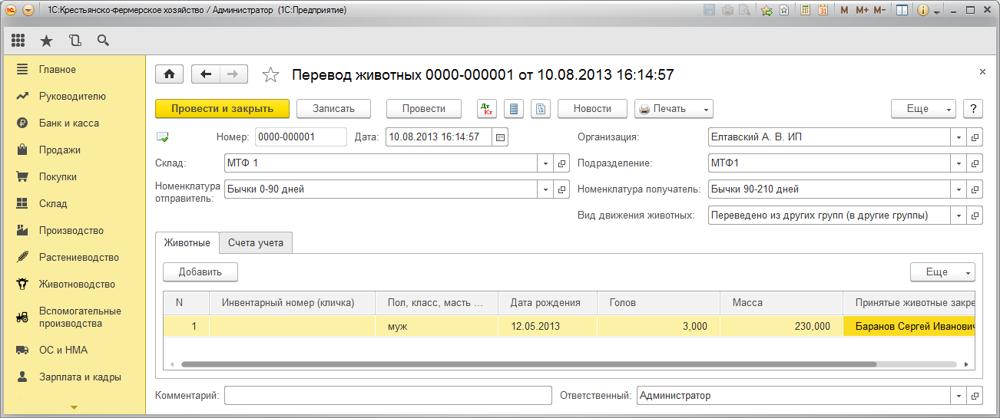 1С:Крестьянско-фермерское хозяйство / Администратор (1С:Предприятие)
31 M M+ M-
Главное
Руководителю
Банк и касса
Продажи
Покупки
Склад
Производство
Растениеводство
Животноводство
Вспомогательные
производства
ОС и НМА
Зарплата и кадры
Перевод животных 0000-000001 от 10.08.2013 16:14:57
Провести и закрыть Записать Провести Дт Кт Новости Печать Еще ?
Номер: 0000-000001 Дата: 10.08.2013 16:14:57 Организация: Елтавский А. В. ИП
Склад: МТФ 1 Подразделение: МТФ1
Номенклатура
отправитель: Бычки 0-90 дней Номенклатура получатель: Бычки 90-210 дней
Вид движения животных: Переведено из других групп (в другие группы)
Животные Счета учета
Добавить Еще
N Инвентарный номер (кличка) Пол, класс, масть ... Дата рождения Голов Масса Принятые животные закре
1 муж 12.05.2013 3,000 230,000 Баранов Сергей Иванович
Комментарий: Ответственный: Администратор